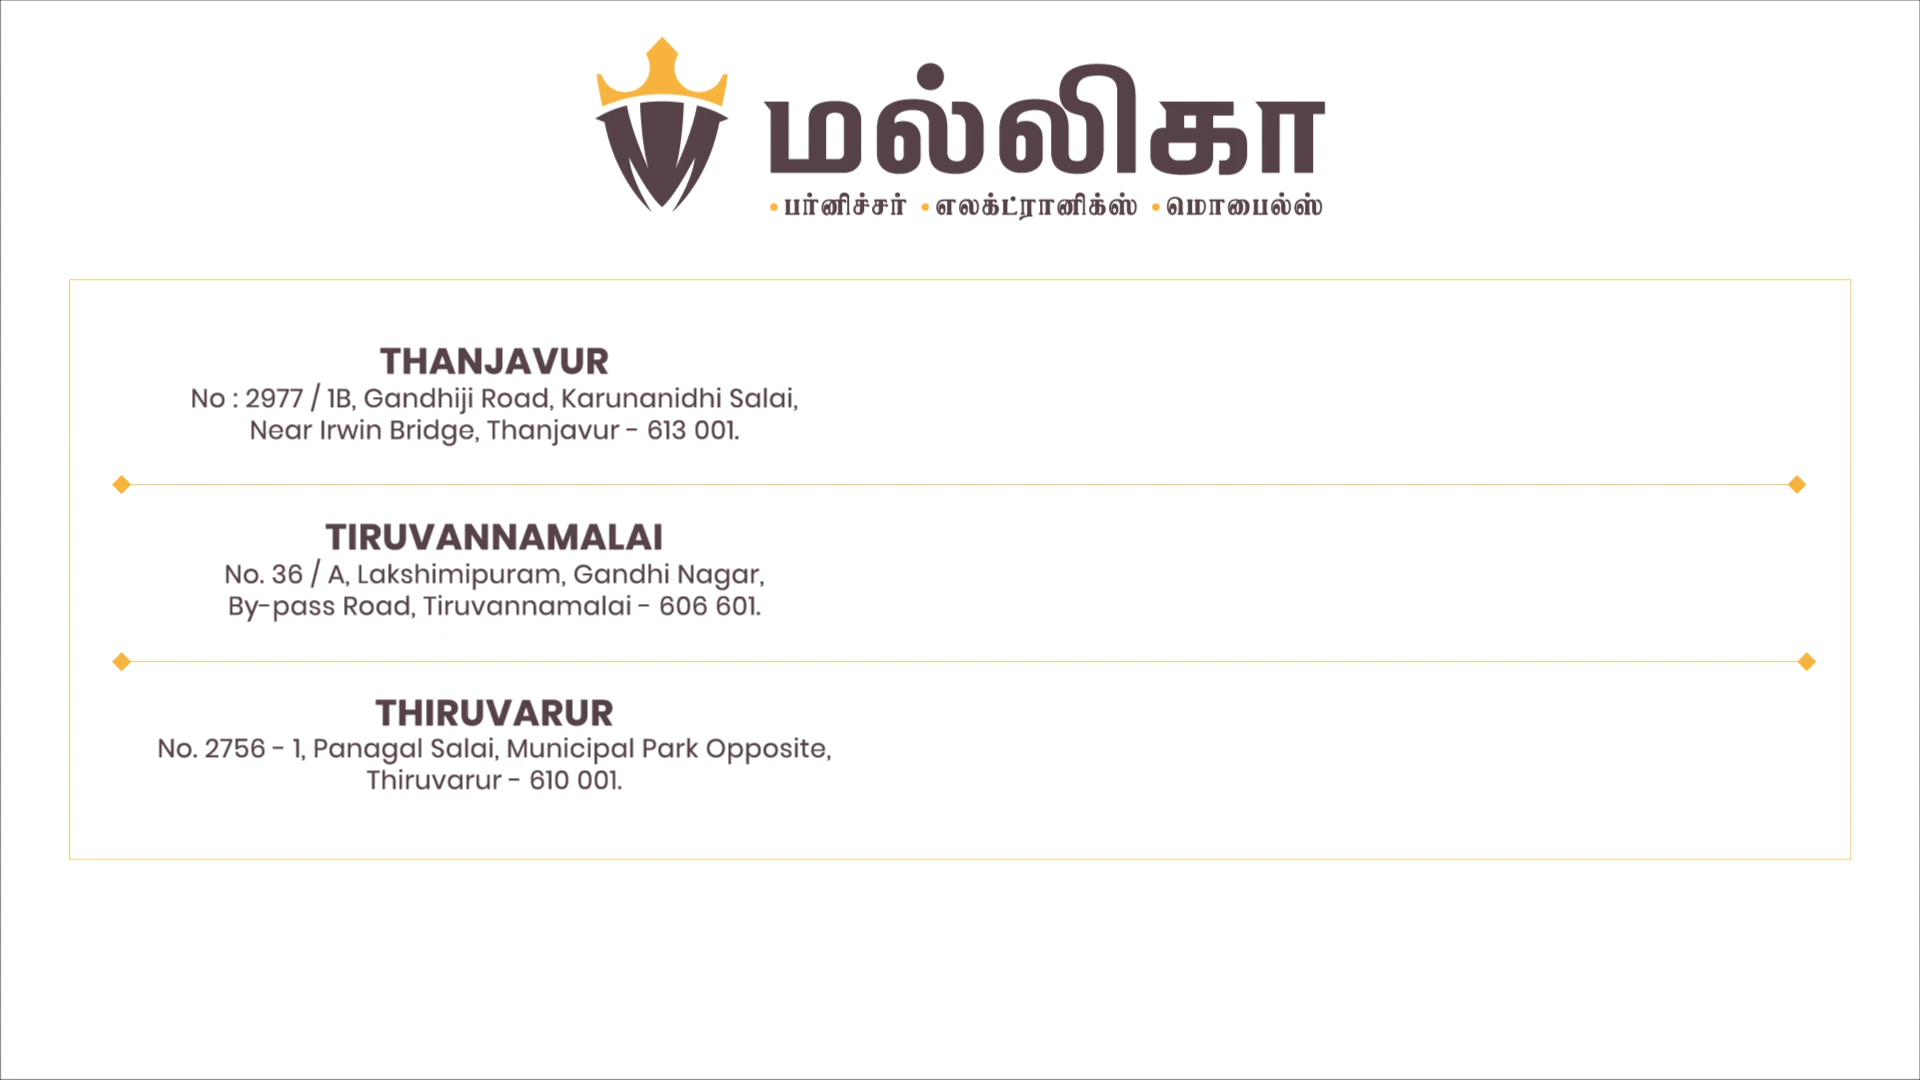 மல்லிகா
• பர்னிச்சர் • எலக்ட்ரானிக்ஸ் • மொபைல்ஸ்
THANJAVUR
No : 2977 / 1B, Gandhiji Road, Karunanidhi Salai,
Near Irwin Bridge, Thanjavur - 613 001.
TIRUVANNAMALAI
No. 36 / A, Lakshimipuram, Gandhi Nagar,
By-pass Road, Tiruvannamalai - 606 601.
THIRUVARUR
No. 2756 - 1, Panagal Salai, Municipal Park Opposite,
Thiruvarur - 610 001.